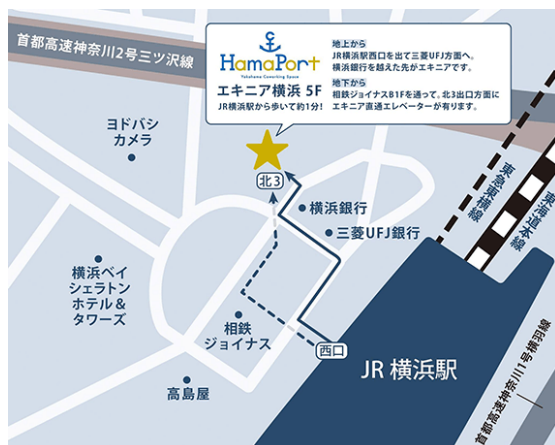 首都高速神奈川2号三ツ沢線
HamaPort
Yokohama Coworking Space
エキニア横浜 5F
JR横浜駅から歩いて約1分!
地上から
JR横浜駅西口を出て三菱UFJ方面へ。
横浜銀行を越えた先がエキニアです。
地下から
相鉄ジョイナスB1Fを通って、北3出口方面に
エキニア直通エレベーターが有ります。
ヨドバシ
カメラ
北3
横浜銀行
三菱UFJ銀行
東急東横線
東海道本線
横浜ベイ
シェラトン
ホテル&
タワーズ
相鉄
ジョイナス
西口
高島屋
JR 横浜駅
首都高速神奈川1号横羽線